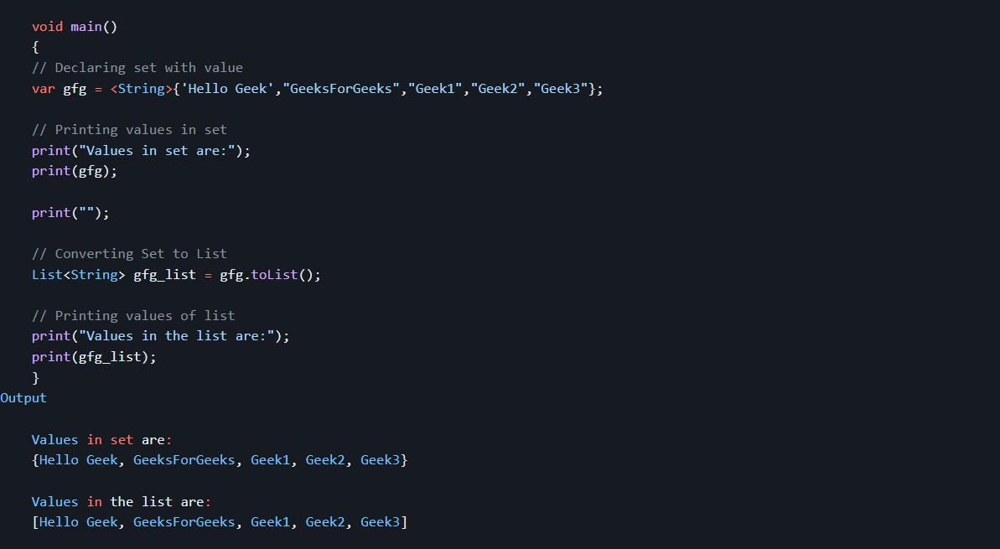 void main()
{
// Declaring set with value
var gfg = <String>{'Hello Geek',"GeeksForGeeks","Geek1","Geek2","Geek3"};
// Printing values in set
print("Values in set are:");
print(gfg);
print("");
// Converting Set to List
List<String> gfg_list = gfg.toList();
// Printing values of list
print("Values in the list are:");
print(gfg_list);
}
Output
Values in set are:
{Hello Geek, GeeksForGeeks, Geek1, Geek2, Geek3}
Values in the list are:
[Hello Geek, GeeksForGeeks, Geek1, Geek2, Geek3]